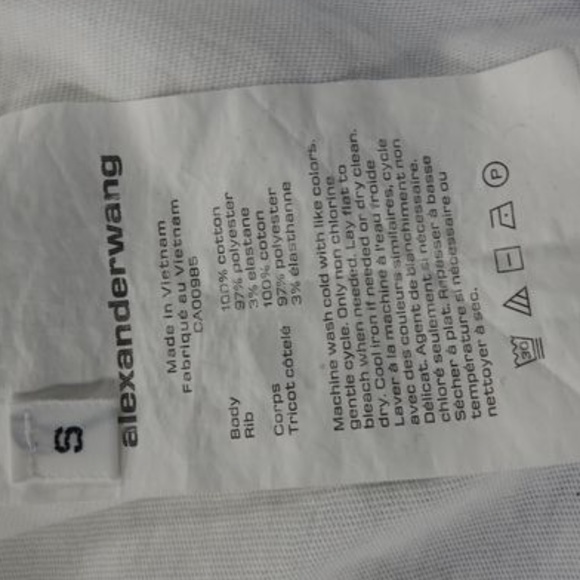 S
alexanderwang
Made in Vietnam
Fabriqué au Vietnam
CA00985
Body 100% cotton
Rib 97% polyester
3% elastane
Corps 100% coton
Tricot côtelé 97% polyester
3% élasthanne
Machine wash cold with like colors,
gentle cycle. Only non chlorine
bleach when needed. Lay flat to
dry. Cool iron if needed or dry clean.
Laver à la machine à l'eau froide
avec des couleurs similaires, cycle
Délicat. Agent de blanchiment non
chloré seulement si nécessaire.
Sécher à plat. Repasser à basse
température si nécessaire ou
nettoyer à sec.
30
P